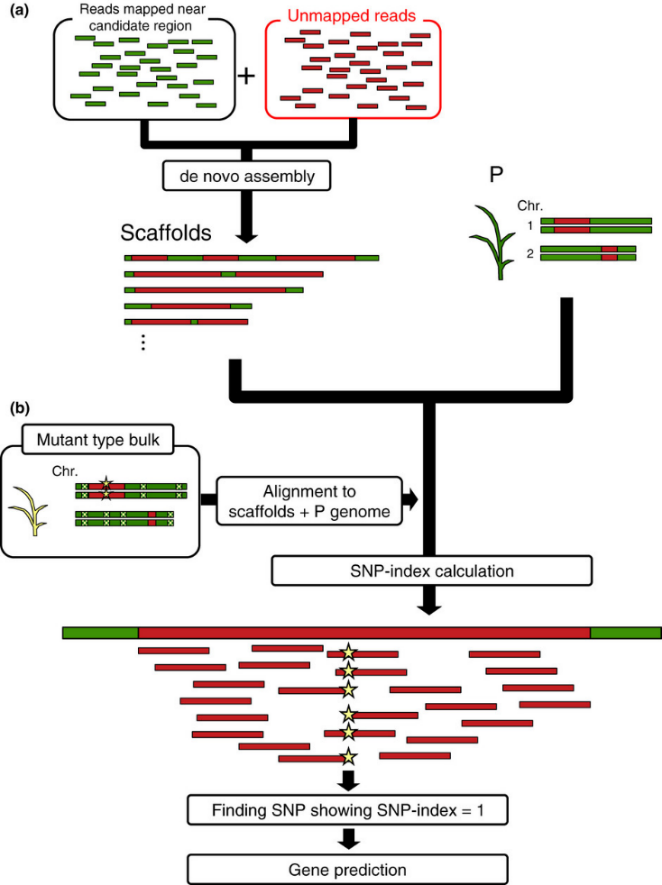 (a)
Reads mapped near
candidate region
Unmapped reads
+
de novo assembly
P
Chr.
1
2
Scaffolds
⋮
(b)
Mutant type bulk
Chr.
Alignment to
scaffolds + P genome
SNP-index calculation
Finding SNP showing SNP-index = 1
Gene prediction